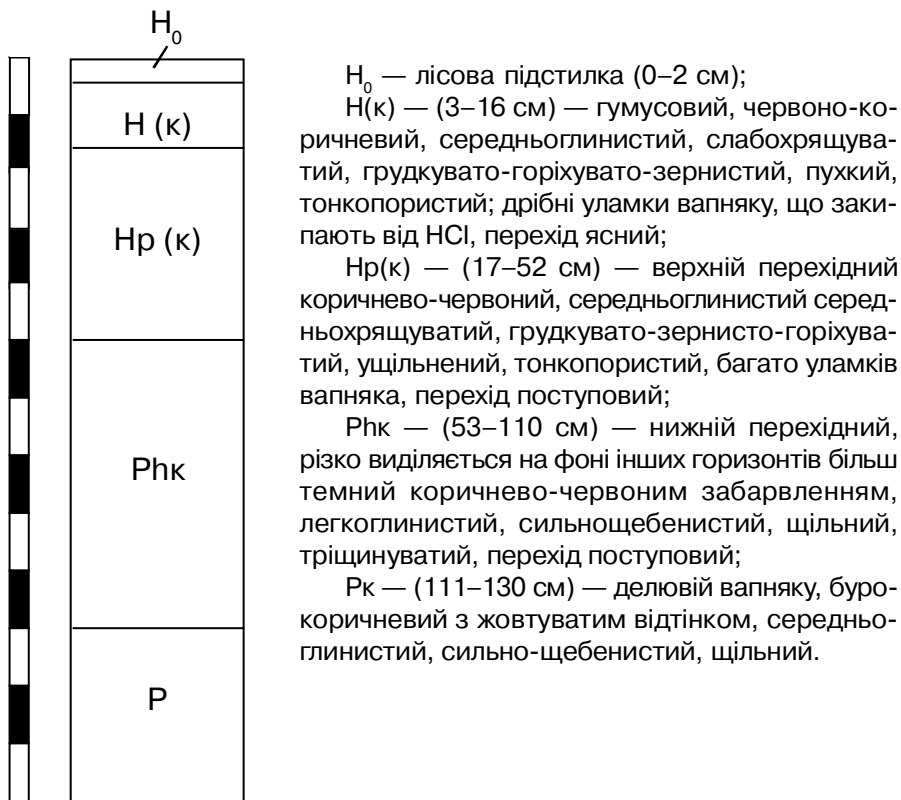 H₀
H (к)
Hp (к)
Phк
P
H₀ — лісова підстилка (0–2 см);
H(к) — (3–16 см) — гумусовий, червоно-ко-
ричневий, середньоглинистий, слабохрящува-
тий, грудкувато-горіхувато-зернистий, пухкий,
тонкопористий; дрібні уламки вапняку, що заки-
пають від HCl, перехід ясний;
Hp(к) — (17–52 см) — верхній перехідний
коричнево-червоний, середньоглинистий серед-
ньохрящуватий, грудкувато-зернисто-горіхува-
тий, ущільнений, тонкопористий, багато уламків
вапняка, перехід поступовий;
Phк — (53–110 см) — нижній перехідний,
різко виділяється на фоні інших горизонтів більш
темний коричнево-червоним забарвленням,
легкоглинистий, сильнощебенистий, щільний,
тріщинуватий, перехід поступовий;
Pк — (111–130 см) — делювій вапняку, буро-
коричневий з жовтуватим відтінком, середньо-
глинистий, сильно-щебенистий, щільний.